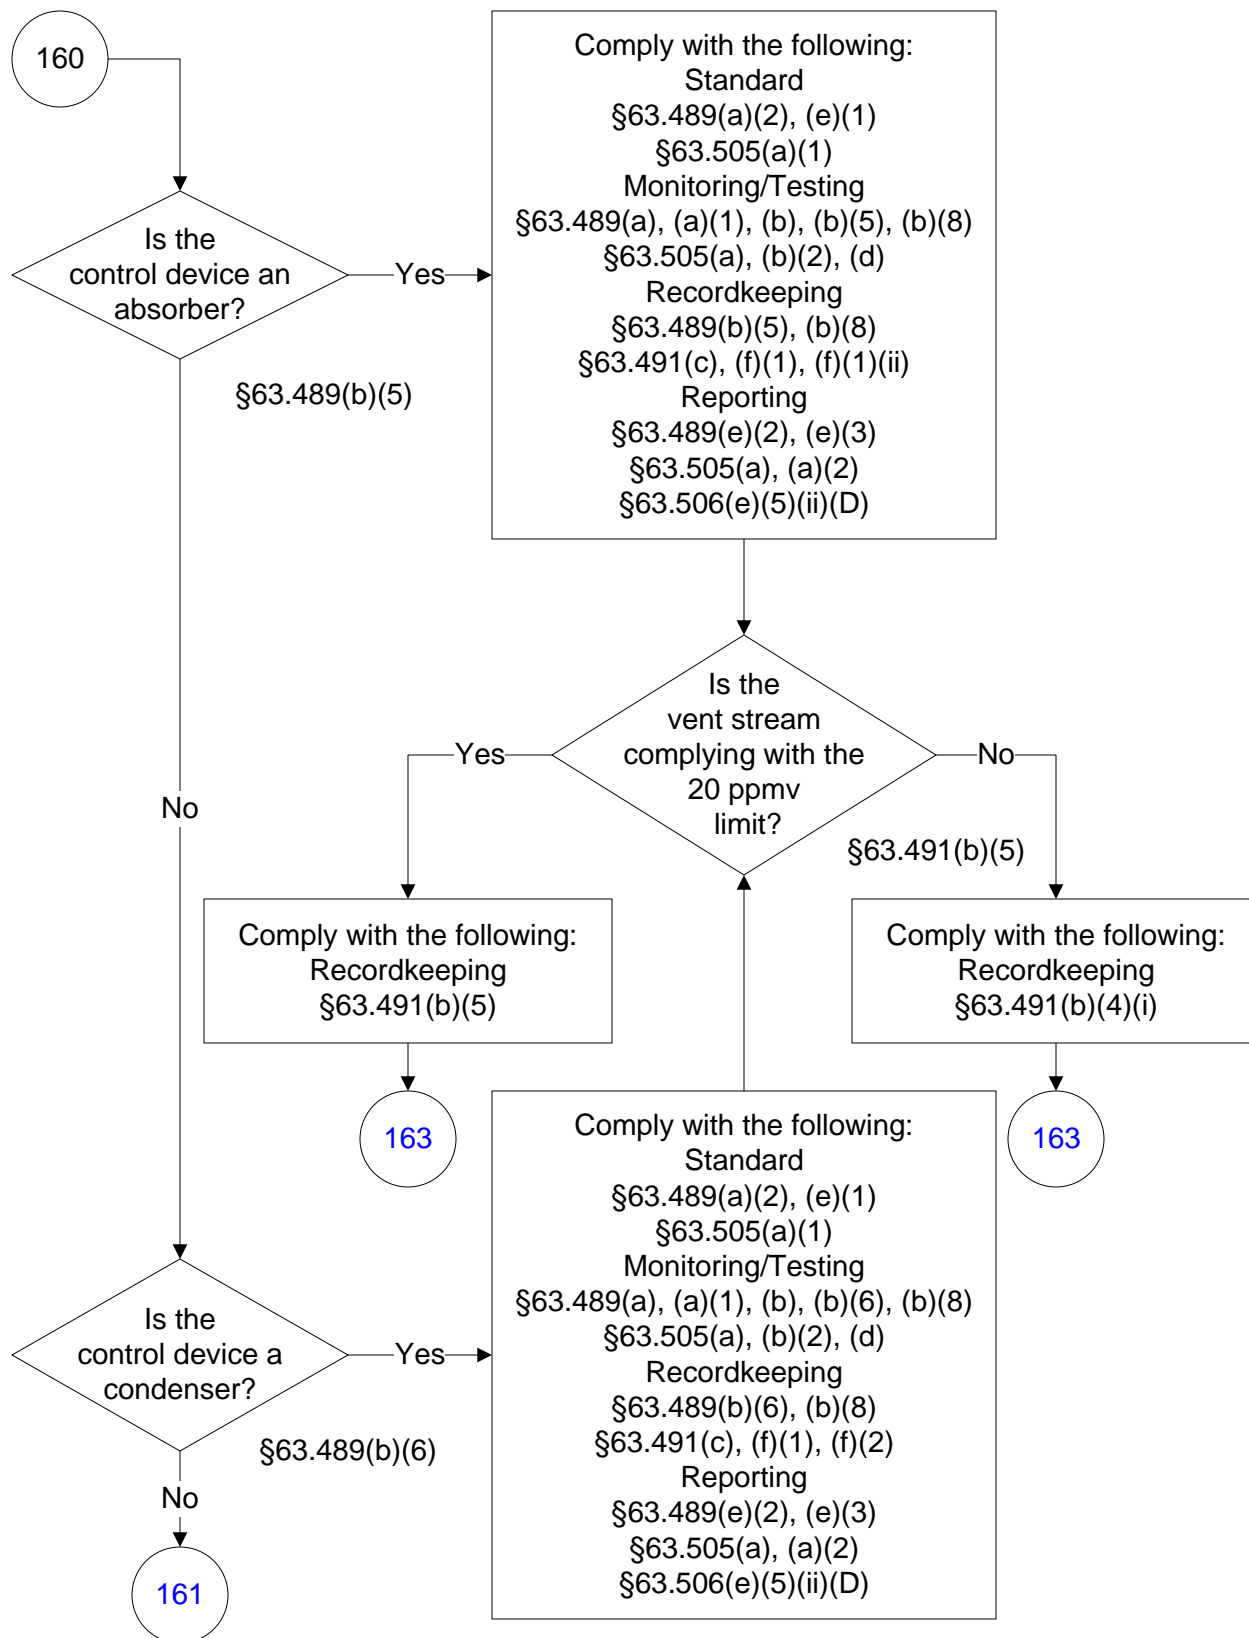 160
Is the
control device an
absorber?
Yes
§63.489(b)(5)
No
Comply with the following:
Standard
§63.489(a)(2), (e)(1)
§63.505(a)(1)
Monitoring/Testing
§63.489(a), (a)(1), (b), (b)(5), (b)(8)
§63.505(a), (b)(2), (d)
Recordkeeping
§63.489(b)(5), (b)(8)
§63.491(c), (f)(1), (f)(1)(ii)
Reporting
§63.489(e)(2), (e)(3)
§63.505(a), (a)(2)
§63.506(e)(5)(ii)(D)
Is the
vent stream
complying with the
20 ppmv
limit?
Yes
No
§63.491(b)(5)
Comply with the following:
Recordkeeping
§63.491(b)(5)
163
Comply with the following:
Recordkeeping
§63.491(b)(4)(i)
163
Is the
control device a
condenser?
Yes
§63.489(b)(6)
No
161
Comply with the following:
Standard
§63.489(a)(2), (e)(1)
§63.505(a)(1)
Monitoring/Testing
§63.489(a), (a)(1), (b), (b)(6), (b)(8)
§63.505(a), (b)(2), (d)
Recordkeeping
§63.489(b)(6), (b)(8)
§63.491(c), (f)(1), (f)(2)
Reporting
§63.489(e)(2), (e)(3)
§63.505(a), (a)(2)
§63.506(e)(5)(ii)(D)